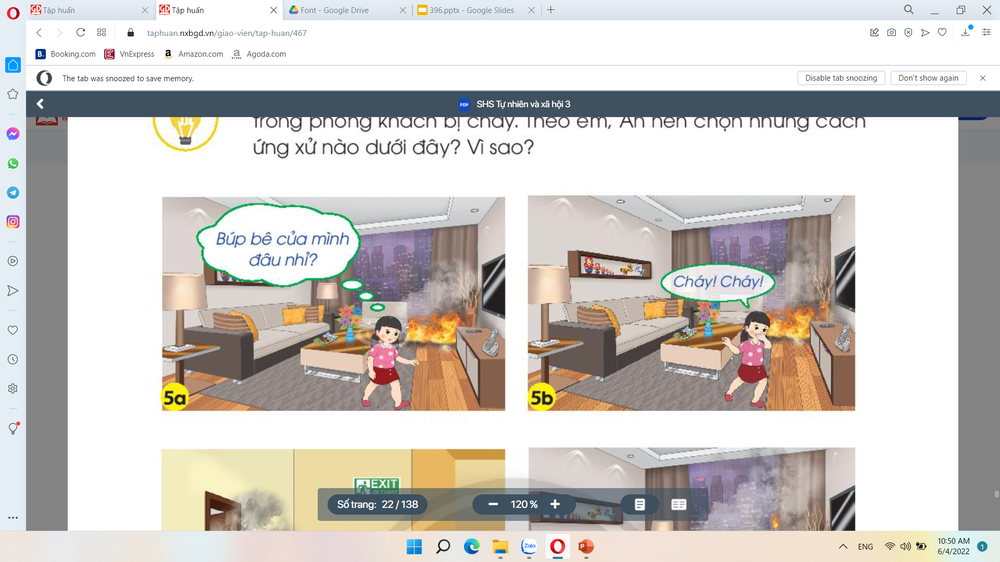 Tập huấn
Tập huấn
Font - Google Drive
396.pptx - Google Slides
taphuan.nxbgd.vn/giao-vien/tap-huan/467
Booking.com
VnExpress
Amazon.com
Agoda.com
The tab was snoozed to save memory.
Disable tab snoozing
Don't show again
PDF
SHS Tự nhiên và xã hội 3
trong phòng khách bị cháy. Theo em, An nên chọn những cách
ứng xử nào dưới đây? Vì sao?
Búp bê của mình
đâu nhỉ?
5a
Cháy! Cháy!
5b
EXIT
LỐI THOÁT
Số trang: 22 / 138
120 %
Zalo
ENG
10:50 AM
6/4/2022
1